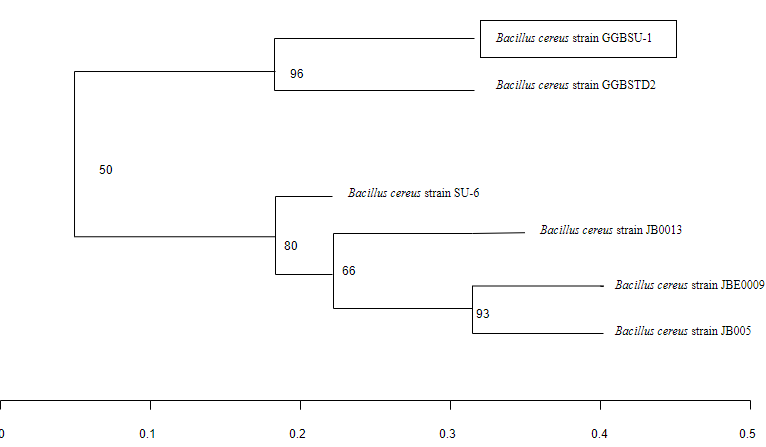 Bacillus cereus strain GGBSU-1
96
Bacillus cereus strain GGBSTD2
50
Bacillus cereus strain SU-6
Bacillus cereus strain JB0013
80
66
Bacillus cereus strain JBE0009
93
Bacillus cereus strain JB005
0 0.1 0.2 0.3 0.4 0.5